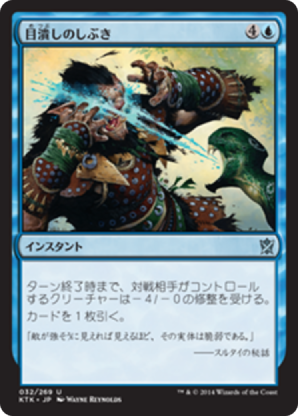 目潰しのしぶき
4
インスタント
ターン終了時まで、対戦相手がコントロール
するクリーチャーは－4/－0の修整を受ける。
カードを１枚引く。
「敵が強そうに見えれば見えるほど、その実体は脆弱である。」
――スルタイの秘話
032/269 U
KTK • JP WAYNE REYNOLDS
™ & © 2014 Wizards of the Coast